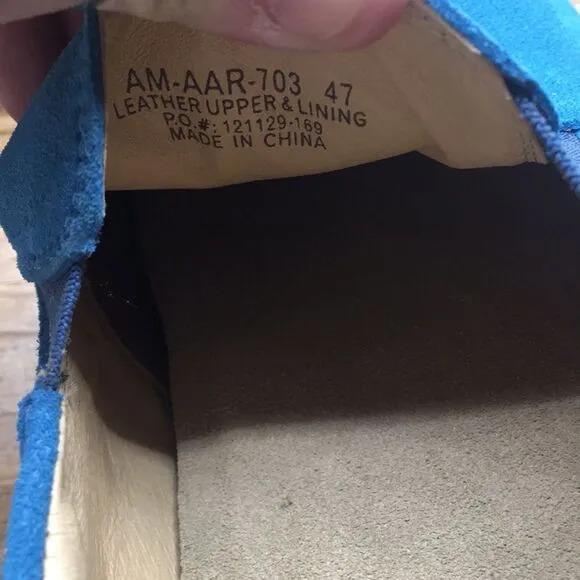 AM-AAR-703 47
LEATHER UPPER & LINING
P.O.#: 121129-169
MADE IN CHINA